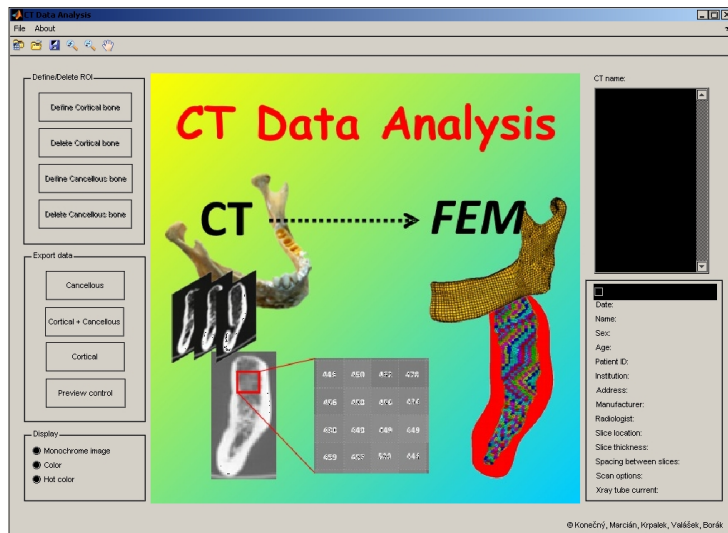 CT Data Analysis
File About
Define/Delete ROI
Define Cortical bone
Delete Cortical bone
Define Cancellous bone
Delete Cancellous bone
Export data
Cancellous
Cortical + Cancellous
Cortical
Preview control
Display
Monochrome image
Color
Hot color
CT Data Analysis
CT
FEM
CT name:
Date:
Name:
Sex:
Age:
Patient ID:
Institution:
Address:
Manufacturer:
Radiologist:
Slice location:
Slice thickness:
Spacing between slices:
Scan options:
Xray tube current:
© Konečný, Marcián, Krpalek, Valášek, Borák